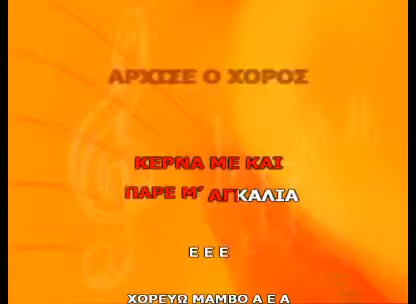 ΑΡΧΙΣΕ Ο ΧΟΡΟΣ
ΚΕΡΝΑ ΜΕ ΚΑΙ
ΠΑΡΕ Μ' ΑΓΚΑΛΙΑ
Ε Ε Ε
ΧΟΡΕΥΩ ΜΑΜΒΟ Α Ε Α